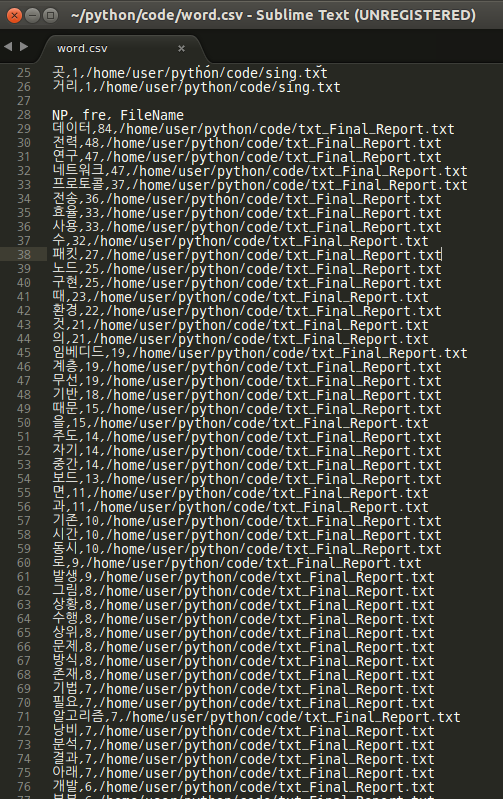 ~/python/code/word.csv - Sublime Text (UNREGISTERED)
word.csv
25 곳,1,/home/user/python/code/sing.txt
26 거리,1,/home/user/python/code/sing.txt
27
28 NP, fre, FileName
29 데이터,84,/home/user/python/code/txt_Final_Report.txt
30 전력,48,/home/user/python/code/txt_Final_Report.txt
31 연구,47,/home/user/python/code/txt_Final_Report.txt
32 네트워크,47,/home/user/python/code/txt_Final_Report.txt
33 프로토콜,37,/home/user/python/code/txt_Final_Report.txt
34 전송,36,/home/user/python/code/txt_Final_Report.txt
35 효율,33,/home/user/python/code/txt_Final_Report.txt
36 사용,33,/home/user/python/code/txt_Final_Report.txt
37 수,32,/home/user/python/code/txt_Final_Report.txt
38 패킷,27,/home/user/python/code/txt_Final_Report.txt
39 노드,25,/home/user/python/code/txt_Final_Report.txt
40 구현,25,/home/user/python/code/txt_Final_Report.txt
41 때,23,/home/user/python/code/txt_Final_Report.txt
42 환경,22,/home/user/python/code/txt_Final_Report.txt
43 것,21,/home/user/python/code/txt_Final_Report.txt
44 의,21,/home/user/python/code/txt_Final_Report.txt
45 임베디드,19,/home/user/python/code/txt_Final_Report.txt
46 계층,19,/home/user/python/code/txt_Final_Report.txt
47 무선,19,/home/user/python/code/txt_Final_Report.txt
48 기반,18,/home/user/python/code/txt_Final_Report.txt
49 때문,15,/home/user/python/code/txt_Final_Report.txt
50 을,15,/home/user/python/code/txt_Final_Report.txt
51 주도,14,/home/user/python/code/txt_Final_Report.txt
52 자기,14,/home/user/python/code/txt_Final_Report.txt
53 중간,14,/home/user/python/code/txt_Final_Report.txt
54 보드,13,/home/user/python/code/txt_Final_Report.txt
55 면,11,/home/user/python/code/txt_Final_Report.txt
56 과,11,/home/user/python/code/txt_Final_Report.txt
57 기존,10,/home/user/python/code/txt_Final_Report.txt
58 시간,10,/home/user/python/code/txt_Final_Report.txt
59 동시,10,/home/user/python/code/txt_Final_Report.txt
60 로,9,/home/user/python/code/txt_Final_Report.txt
61 발생,9,/home/user/python/code/txt_Final_Report.txt
62 그림,8,/home/user/python/code/txt_Final_Report.txt
63 상황,8,/home/user/python/code/txt_Final_Report.txt
64 수행,8,/home/user/python/code/txt_Final_Report.txt
65 상위,8,/home/user/python/code/txt_Final_Report.txt
66 문제,8,/home/user/python/code/txt_Final_Report.txt
67 방식,8,/home/user/python/code/txt_Final_Report.txt
68 존재,8,/home/user/python/code/txt_Final_Report.txt
69 기법,7,/home/user/python/code/txt_Final_Report.txt
70 필요,7,/home/user/python/code/txt_Final_Report.txt
71 알고리즘,7,/home/user/python/code/txt_Final_Report.txt
72 낭비,7,/home/user/python/code/txt_Final_Report.txt
73 분석,7,/home/user/python/code/txt_Final_Report.txt
74 결과,7,/home/user/python/code/txt_Final_Report.txt
75 아래,7,/home/user/python/code/txt_Final_Report.txt
76 개발,6,/home/user/python/code/txt_Final_Report.txt